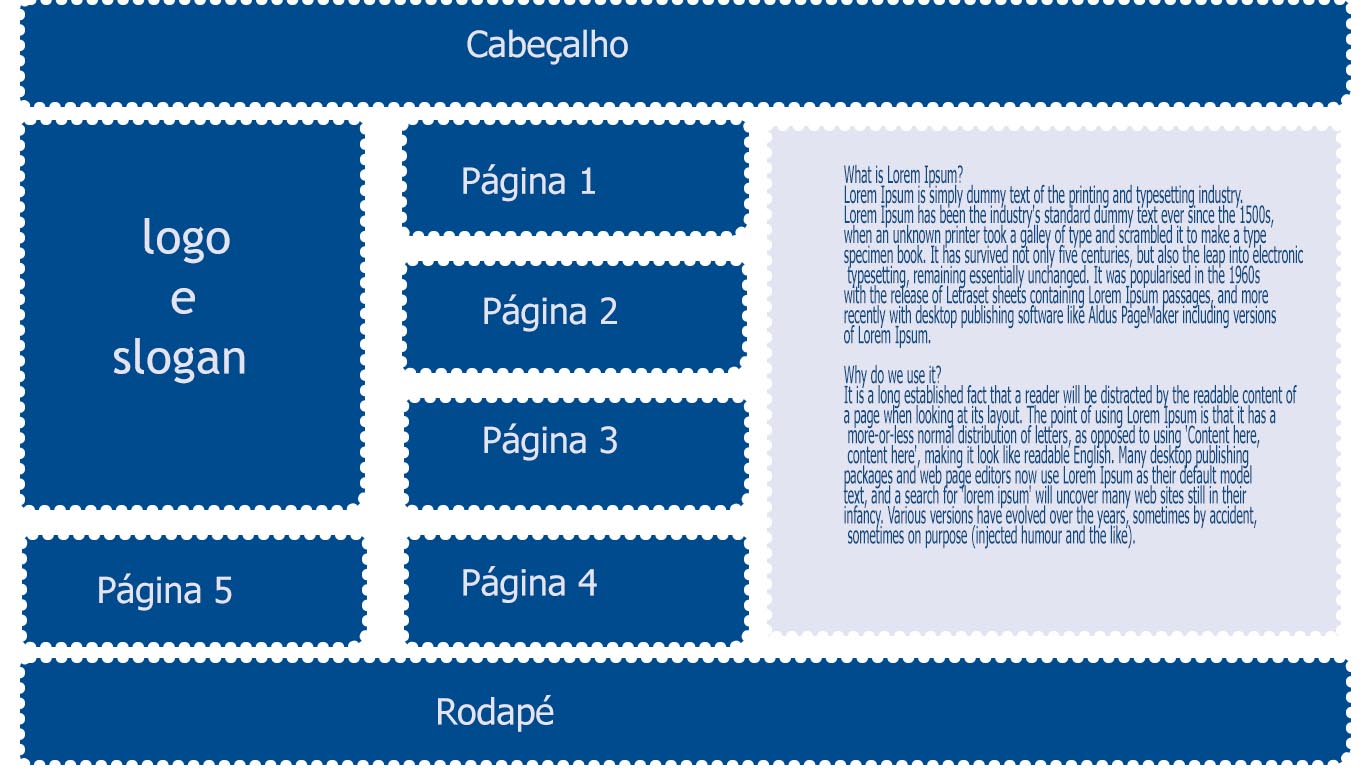 Cabeçalho
logo
e
slogan
Página 1
Página 2
Página 3
Página 4
Página 5
What is Lorem Ipsum?
Lorem Ipsum is simply dummy text of the printing and typesetting industry.
Lorem Ipsum has been the industry's standard dummy text ever since the 1500s,
when an unknown printer took a galley of type and scrambled it to make a type
specimen book. It has survived not only five centuries, but also the leap into electronic
typesetting, remaining essentially unchanged. It was popularised in the 1960s
with the release of Letraset sheets containing Lorem Ipsum passages, and more
recently with desktop publishing software like Aldus PageMaker including versions
of Lorem Ipsum.
Why do we use it?
It is a long established fact that a reader will be distracted by the readable content of
a page when looking at its layout. The point of using Lorem Ipsum is that it has a
more-or-less normal distribution of letters, as opposed to using 'Content here,
content here', making it look like readable English. Many desktop publishing
packages and web page editors now use Lorem Ipsum as their default model
text, and a search for 'lorem ipsum' will uncover many web sites still in their
infancy. Various versions have evolved over the years, sometimes by accident,
sometimes on purpose (injected humour and the like).
Rodapé